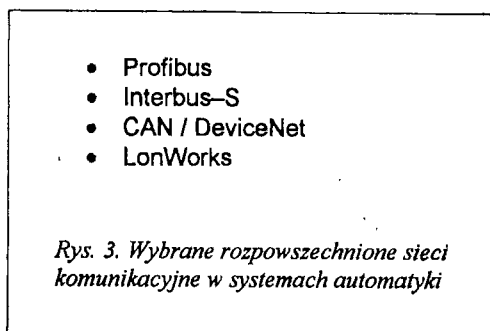 • Profibus
• Interbus–S
• CAN / DeviceNet
• LonWorks
Rys. 3. Wybrane rozpowszechnione sieci
komunikacyjne w systemach automatyki